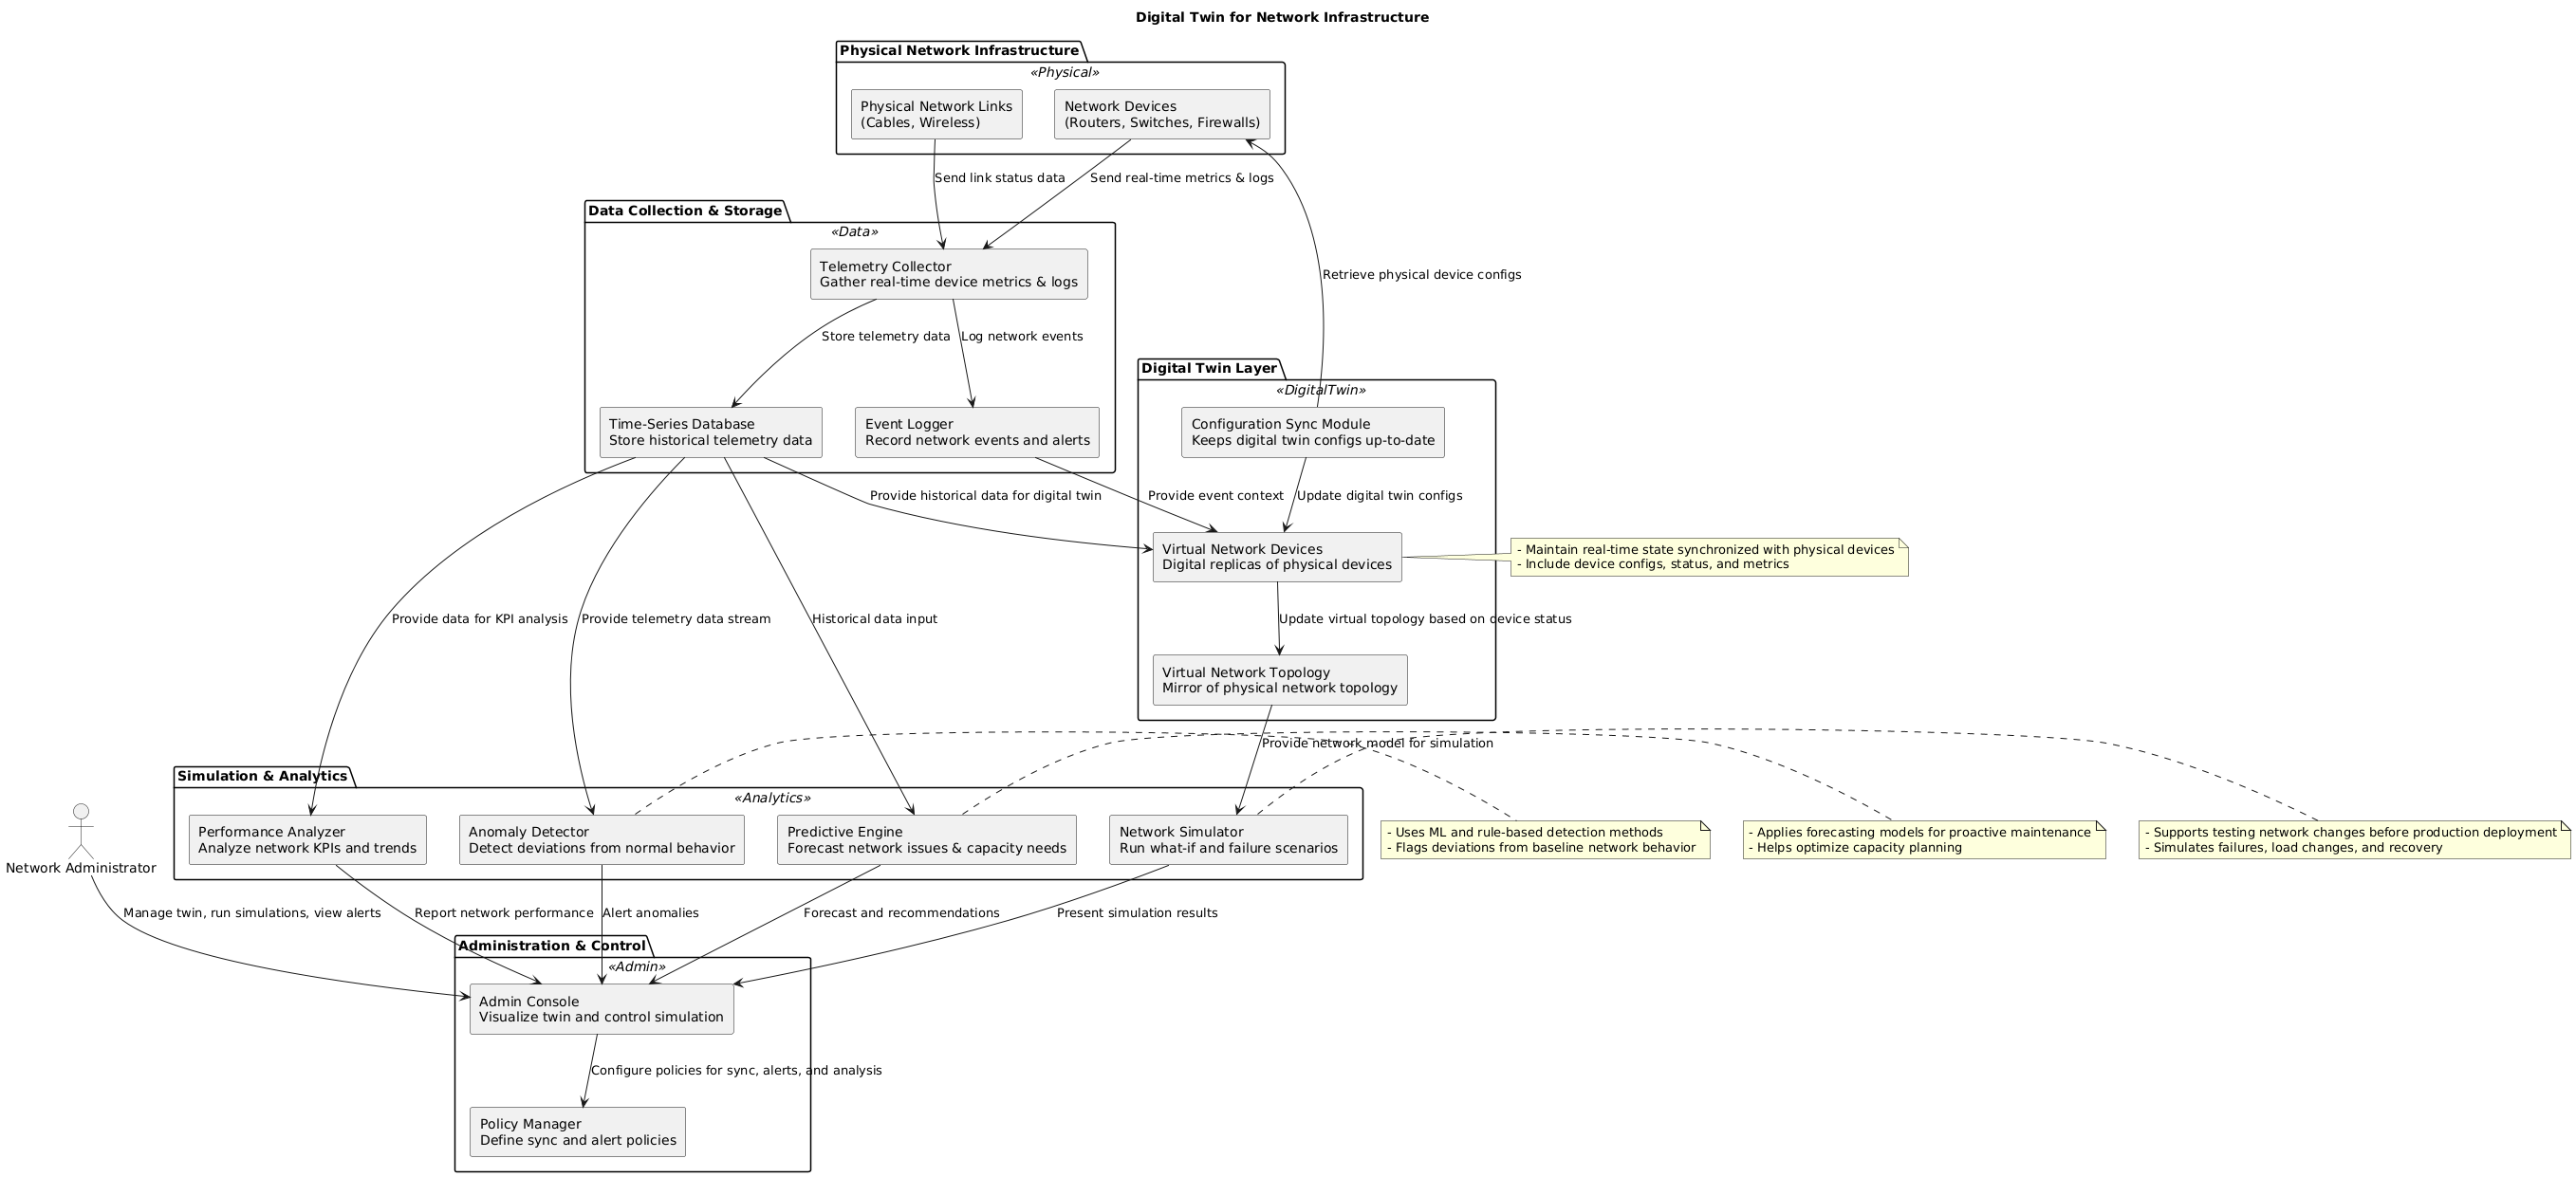 Digital Twin for Network Infrastructure
Physical Network Infrastructure
«Physical»
Physical Network Links
(Cables, Wireless)
Network Devices
(Routers, Switches, Firewalls)
Send link status data
Send real-time metrics & logs
Retrieve physical device configs
Data Collection & Storage
«Data»
Telemetry Collector
Gather real-time device metrics & logs
Store telemetry data
Log network events
Time-Series Database
Store historical telemetry data
Event Logger
Record network events and alerts
Digital Twin Layer
«DigitalTwin»
Configuration Sync Module
Keeps digital twin configs up-to-date
Provide historical data for digital twin
Provide event context
Update digital twin configs
Virtual Network Devices
Digital replicas of physical devices
- Maintain real-time state synchronized with physical devices
- Include device configs, status, and metrics
Provide data for KPI analysis
Provide telemetry data stream
Historical data input
Update virtual topology based on device status
Virtual Network Topology
Mirror of physical network topology
Provide network model for simulation
Simulation & Analytics
«Analytics»
Performance Analyzer
Analyze network KPIs and trends
Anomaly Detector
Detect deviations from normal behavior
Predictive Engine
Forecast network issues & capacity needs
Network Simulator
Run what-if and failure scenarios
- Uses ML and rule-based detection methods
- Flags deviations from baseline network behavior
- Applies forecasting models for proactive maintenance
- Helps optimize capacity planning
- Supports testing network changes before production deployment
- Simulates failures, load changes, and recovery
Network Administrator
Manage twin, run simulations, view alerts
Report network performance
Alert anomalies
Forecast and recommendations
Present simulation results
Administration & Control
«Admin»
Admin Console
Visualize twin and control simulation
Configure policies for sync, alerts, and analysis
Policy Manager
Define sync and alert policies